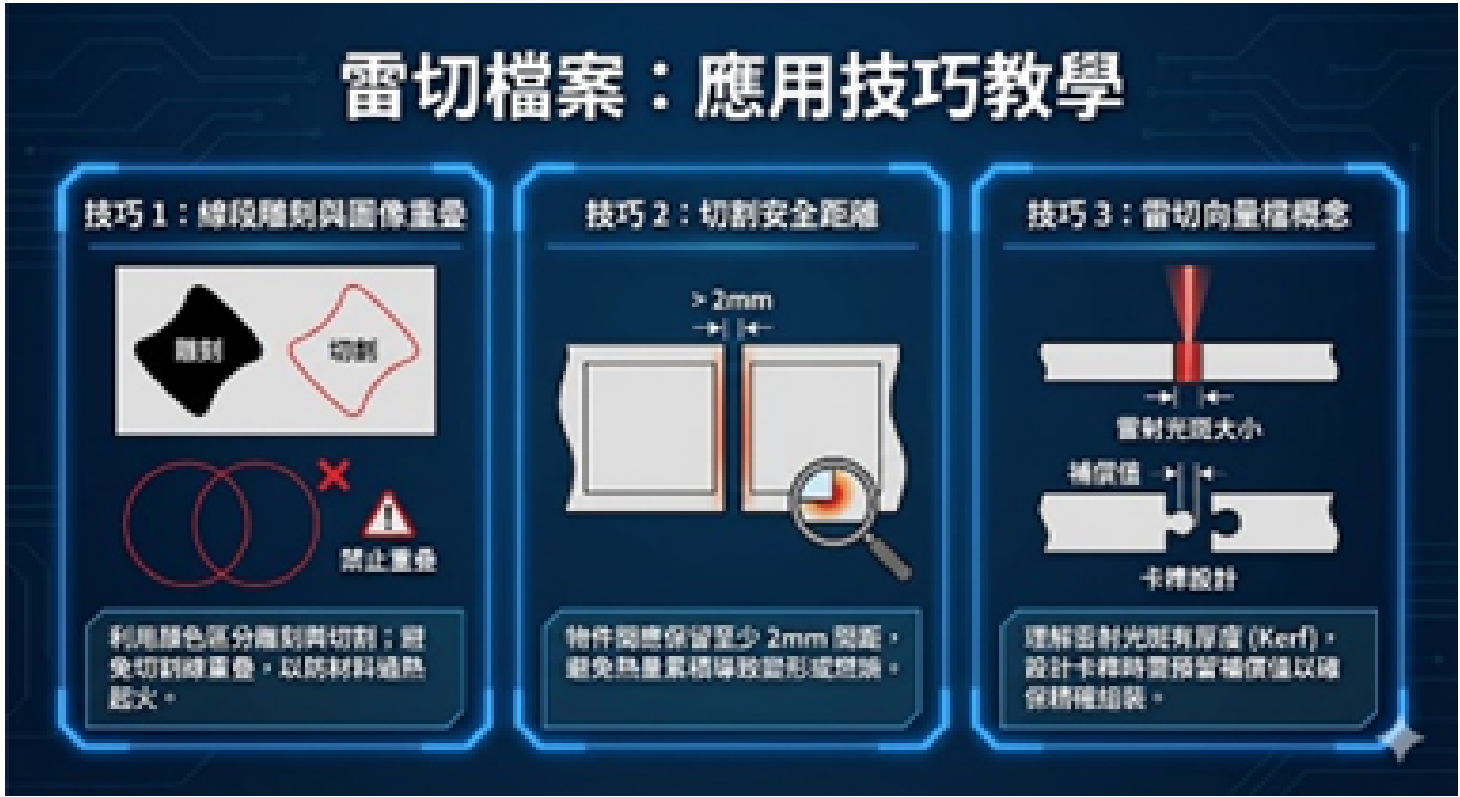 雷切檔案：應用技巧教學
技巧 1：線段雕刻與圖像重疊
雕刻
切割
禁止重疊
利用顏色區分雕刻與切割；避
免切割線重疊，以防材料過熱
起火。
技巧 2：切割安全距離
> 2mm
物件間應保留至少 2mm 間距，
避免熱量累積導致變形或燃燒。
技巧 3：雷切向量檔概念
雷射光斑大小
補償值
卡榫設計
理解雷射光斑有厚度 (Kerf)，
設計卡榫時需預留補償值以確
保精確組裝。